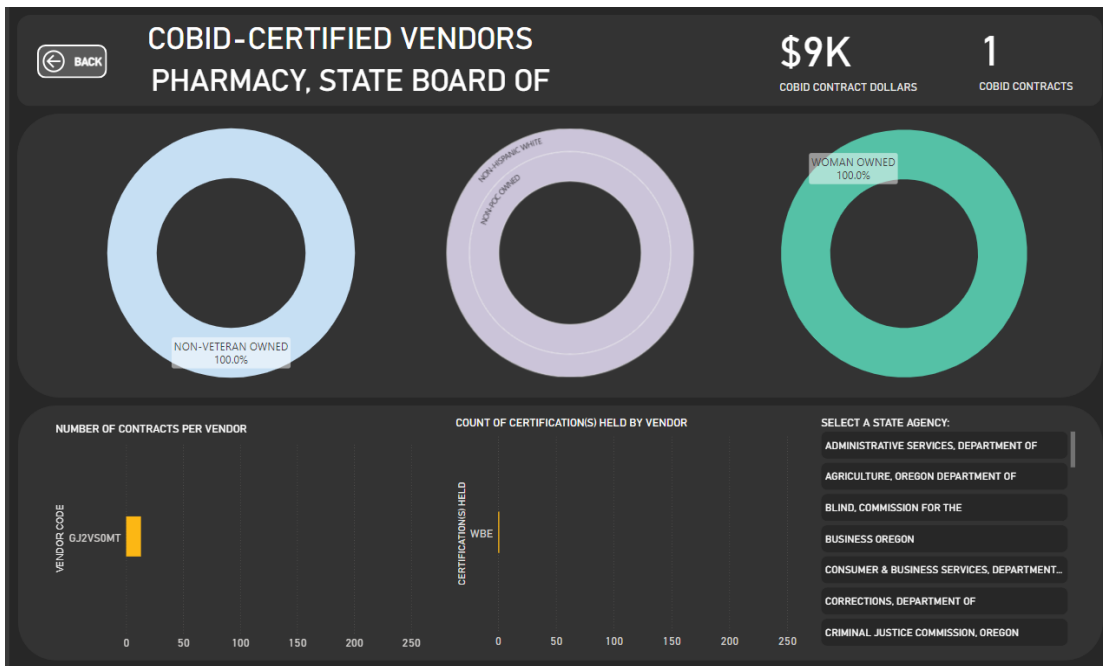 BACK
COBID-CERTIFIED VENDORS
PHARMACY, STATE BOARD OF
$9K
COBID CONTRACT DOLLARS
1
COBID CONTRACTS
NON-VETERAN OWNED
100.0%
NON-HISPANIC WHITE
NON-POC OWNED
WOMAN OWNED
100.0%
NUMBER OF CONTRACTS PER VENDOR
VENDOR CODE
GJ2VS0MT
0 50 100 150 200 250
COUNT OF CERTIFICATION(S) HELD BY VENDOR
CERTIFICATION(S) HELD
WBE
0 50 100 150 200 250
SELECT A STATE AGENCY:
ADMINISTRATIVE SERVICES, DEPARTMENT OF
AGRICULTURE, OREGON DEPARTMENT OF
BLIND, COMMISSION FOR THE
BUSINESS OREGON
CONSUMER & BUSINESS SERVICES, DEPARTMENT...
CORRECTIONS, DEPARTMENT OF
CRIMINAL JUSTICE COMMISSION, OREGON